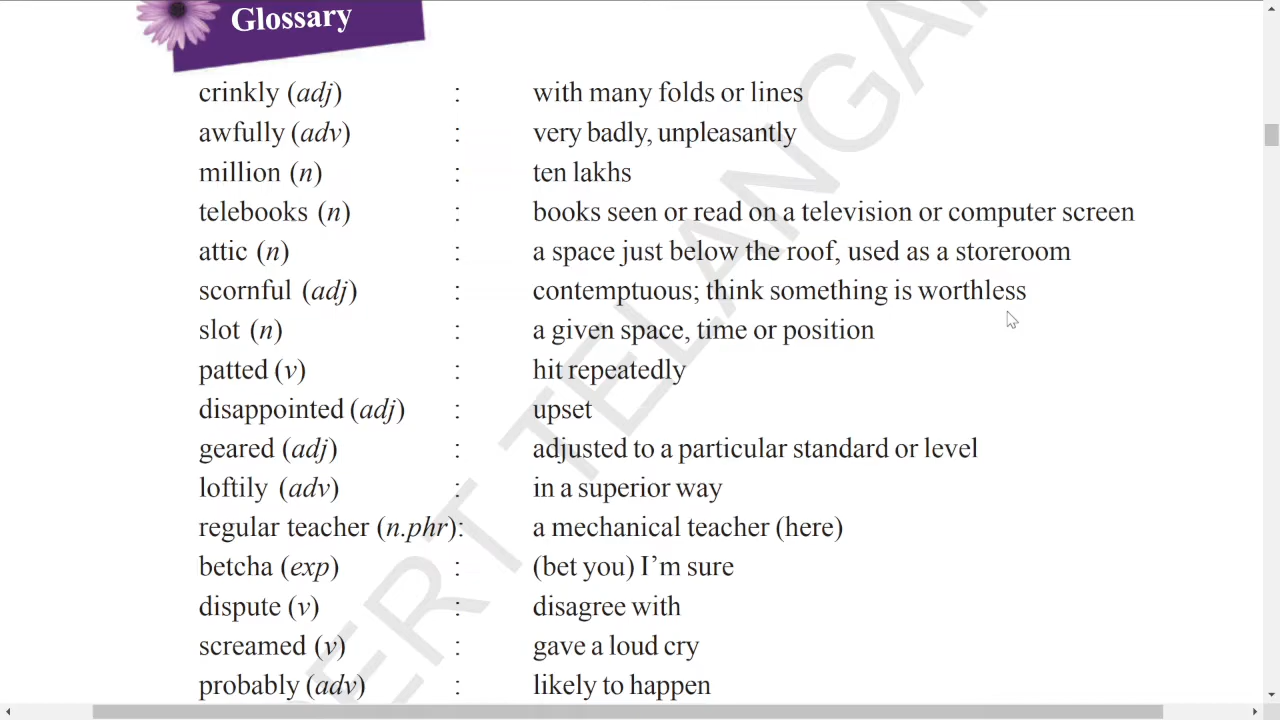 Glossary
crinkly (adj) : with many folds or lines
awfully (adv) : very badly, unpleasantly
million (n) : ten lakhs
telebooks (n) : books seen or read on a television or computer screen
attic (n) : a space just below the roof, used as a storeroom
scornful (adj) : contemptuous; think something is worthless
slot (n) : a given space, time or position
patted (v) : hit repeatedly
disappointed (adj) : upset
geared (adj) : adjusted to a particular standard or level
loftily (adv) : in a superior way
regular teacher (n.phr): a mechanical teacher (here)
betcha (exp) : (bet you) I’m sure
dispute (v) : disagree with
screamed (v) : gave a loud cry
probably (adv) : likely to happen